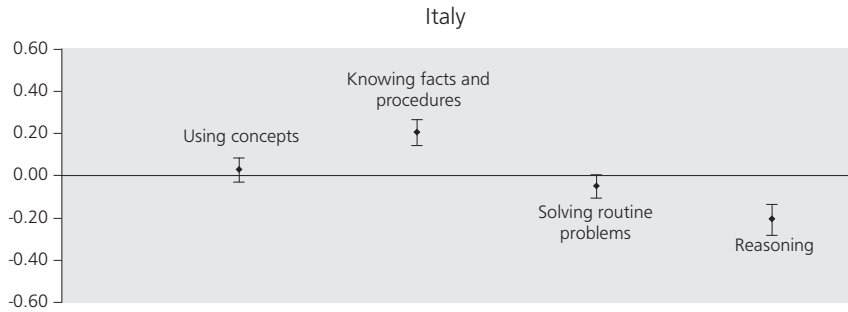 Italy
0.60
0.40
0.20
0.00
-0.20
-0.40
-0.60
Using concepts
Knowing facts and
procedures
Solving routine
problems
Reasoning